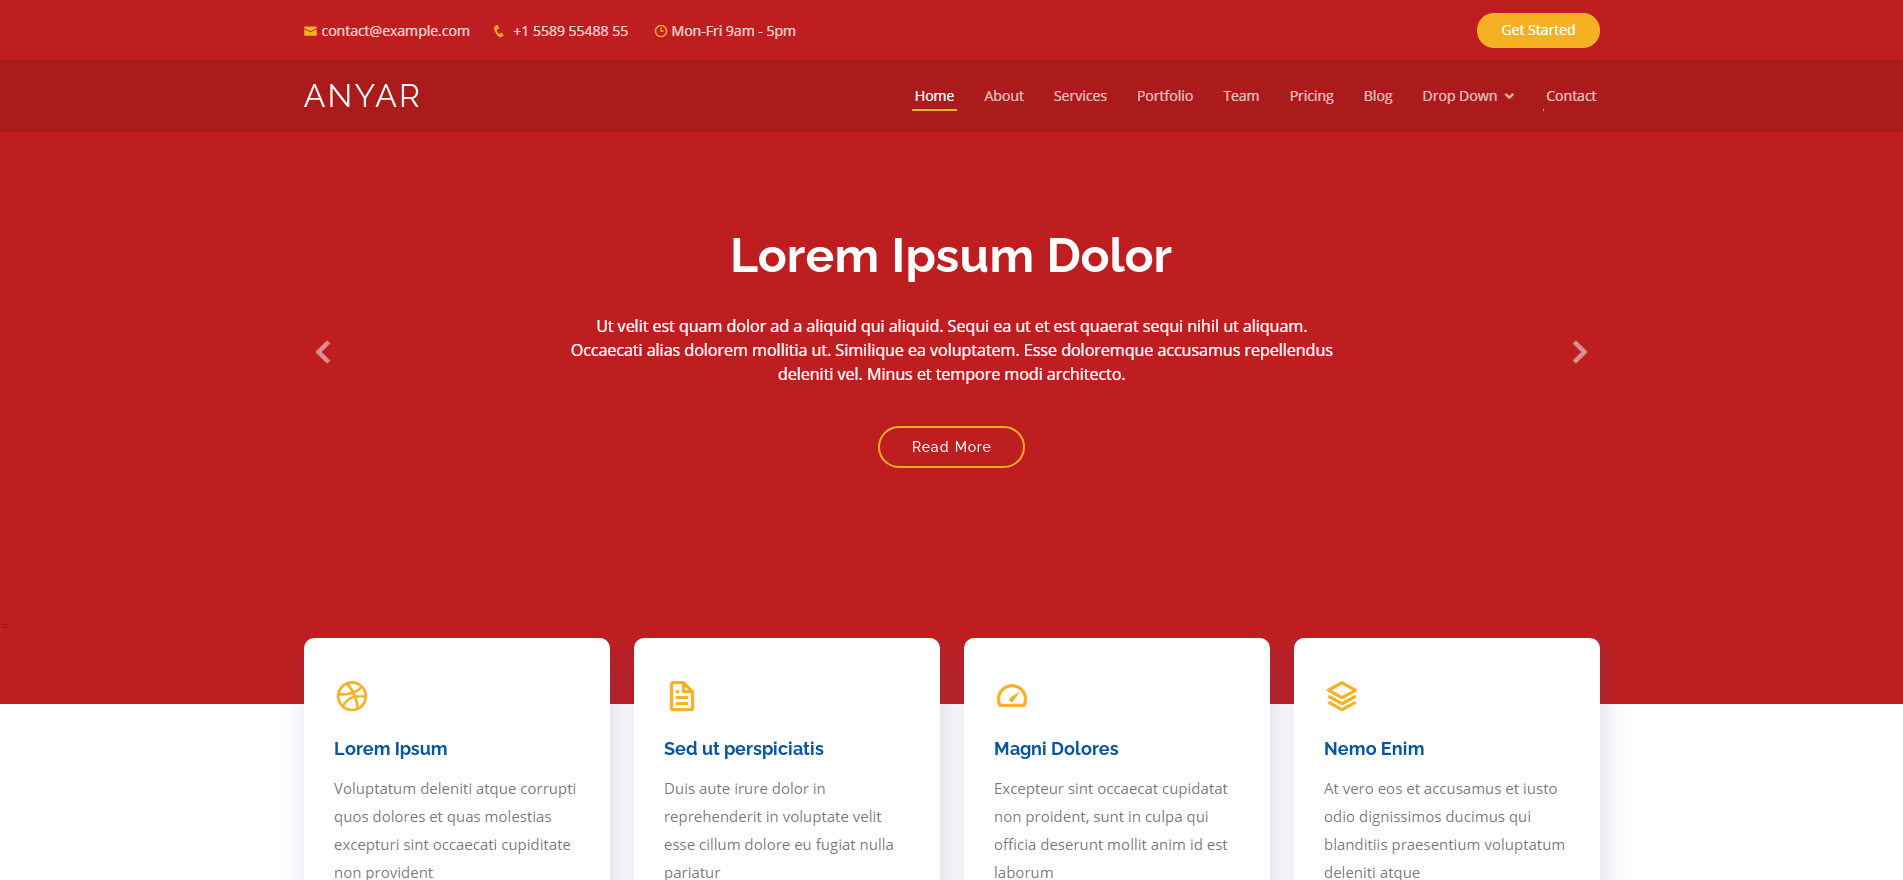 contact@example.com +1 5589 55488 55 Mon-Fri 9am - 5pm Get Started
ANYAR Home About Services Portfolio Team Pricing Blog Drop Down Contact
Lorem Ipsum Dolor
Ut velit est quam dolor ad a aliquid qui aliquid. Sequi ea ut et est quaerat sequi nihil ut aliquam.
Occaecati alias dolorem mollitia ut. Similique ea voluptatem. Esse doloremque accusamus repellendus
deleniti vel. Minus et tempore modi architecto.
Read More
=
Lorem Ipsum
Voluptatum deleniti atque corrupti
quos dolores et quas molestias
excepturi sint occaecati cupiditate
non provident
Sed ut perspiciatis
Duis aute irure dolor in
reprehenderit in voluptate velit
esse cillum dolore eu fugiat nulla
pariatur
Magni Dolores
Excepteur sint occaecat cupidatat
non proident, sunt in culpa qui
officia deserunt mollit anim id est
laborum
Nemo Enim
At vero eos et accusamus et iusto
odio dignissimos ducimus qui
blanditiis praesentium voluptatum
deleniti atque